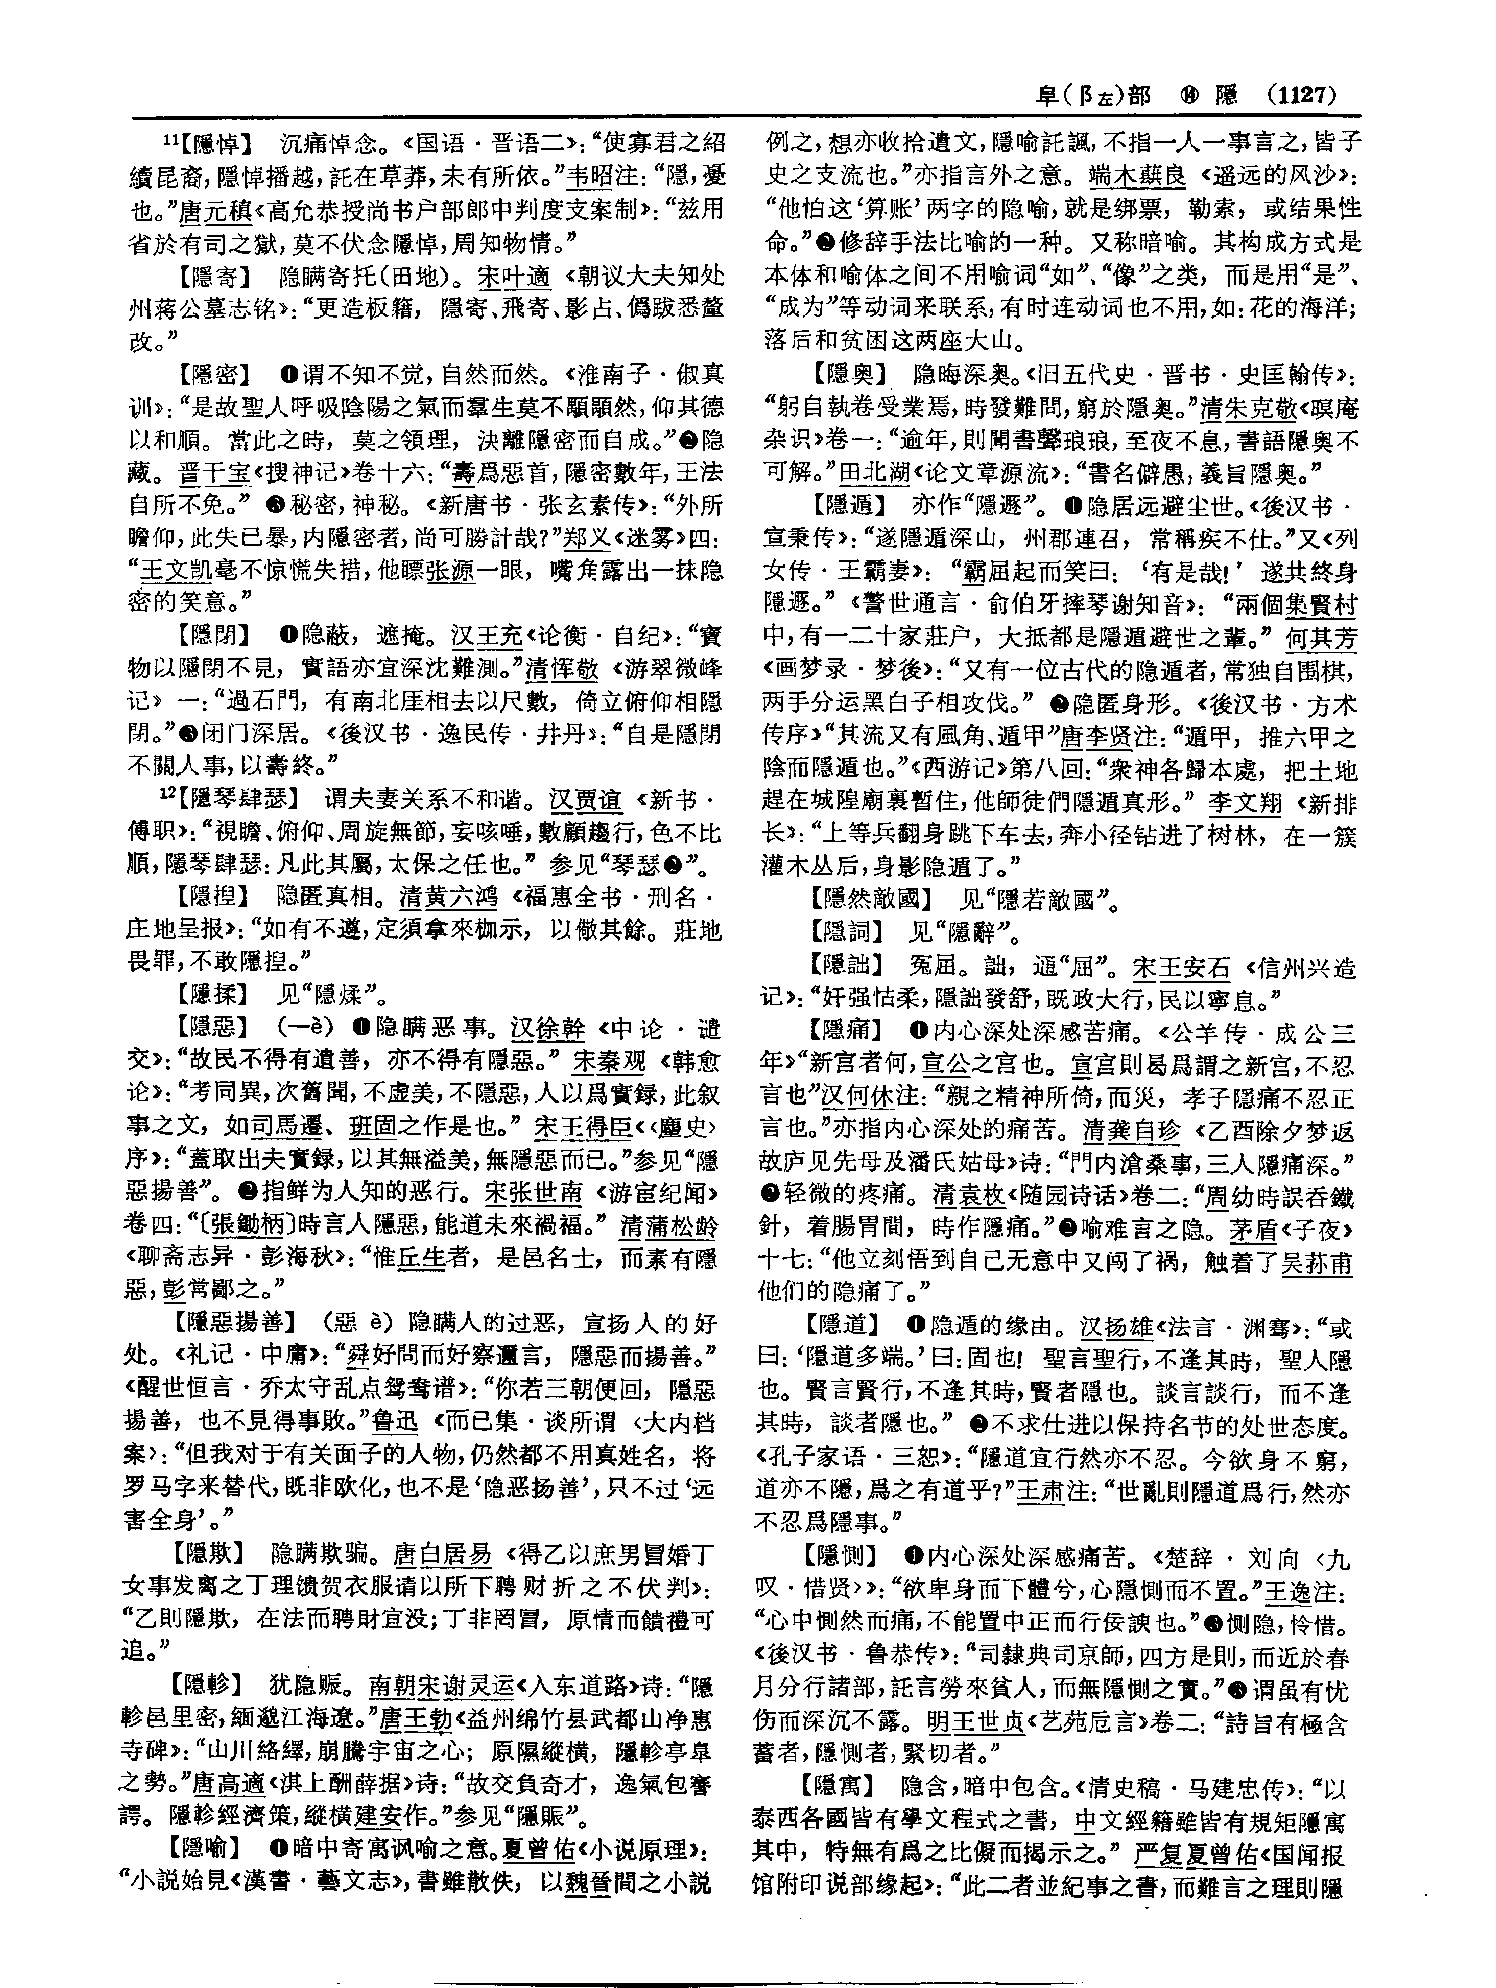 阜(阝左)部　⑭　隱　(1127)
11【隱悼】　沉痛悼念。《国语·晋语二》：“使寡君之紹
續昆裔，隱悼播越，託在草莽，未有所依。”韦昭注：“隱，憂
也。”唐元稹《高允恭授尚书户部郎中判度支案制》：“兹用
省於有司之獄，莫不伏念隱悼，周知物情。”
【隱寄】　隐瞒寄托(田地)。宋叶適《朝议大夫知处
州蒋公墓志铭》：“更造板籍，隱寄、飛寄、影占、僞跋悉釐
改。”
【隱密】　❶谓不知不觉，自然而然。《淮南子·俶真
训》：“是故聖人呼吸陰陽之氣而羣生莫不顒顒然，仰其德
以和順。當此之時，莫之領理，決離隱密而自成。”❷隐
藏。晋干宝《搜神记》卷十六：“壽爲惡首，隱密數年，王法
自所不免。”❸秘密，神秘。《新唐书·张玄素传》：“外所
瞻仰，此失已暴，内隱密者，尚可勝計哉？”郑义《迷雾》四：
“王文凯毫不惊慌失措，他瞟张源一眼，嘴角露出一抹隐
密的笑意。”
【隱閉】　❶隐蔽，遮掩。汉王充《论衡·自纪》：“寶
物以隱閉不見，實語亦宜深沈難測。”清恽敬《游翠微峰
记》一：“過石門，有南北厓相去以尺數，倚立俯仰相隱
閉。”❸闭门深居。《後汉书·逸民传·井丹》：“自是隱閉
不關人事，以壽終。”
12【隱琴肆瑟】　谓夫妻关系不和谐。汉贾谊《新书·
傅职》：“視瞻、俯仰、周旋無節，妄咳唾，數顧趨行，色不比
順，隱琴肆瑟：凡此其屬，太保之任也。”参见“琴瑟❷”。
【隱揑】　隐匿真相。清黄六鸿《福惠全书·刑名·
庄地呈报》：“如有不遵，定須拿來枷示，以儆其餘。莊地
畏罪，不敢隱揑。”
【隱揉】　见“隱煣”。
【隱惡】　(—è)　❶隐瞒恶事。汉徐幹《中论·谴
交》：“故民不得有遺善，亦不得有隱惡。”宋秦观《韩愈
论》：“考同異，次舊聞，不虚美，不隱惡，人以爲實録，此叙
事之文，如司馬遷、班固之作是也。”宋王得臣《〈麈史〉
序》：“蓋取出夫實録，以其無溢美，無隱惡而已。”参见“隱
惡揚善”。❷指鲜为人知的恶行。宋张世南《游宦纪闻》
卷四：“〔張鋤柄〕時言人隱惡，能道未來禍福。”清蒲松龄
《聊斋志异·彭海秋》：“惟丘生者，是邑名士，而素有隱
惡，彭常鄙之。”
【隱惡揚善】　(惡　è)　隐瞒人的过恶，宣扬人的好
处。《礼记·中庸》：“舜好問而好察邇言，隱惡而揚善。”
《醒世恒言·乔太守乱点鸳鸯谱》：“你若三朝便回，隱惡
揚善，也不見得事敗。”鲁迅《而已集·谈所谓〈大内档
案〉》：“但我对于有关面子的人物，仍然都不用真姓名，将
罗马字来替代，既非欧化，也不是‘隐恶扬善’，只不过‘远
害全身’。”
【隱欺】　隐瞒欺骗。唐白居易《得乙以庶男冒婚丁
女事发离之丁理馈贺衣服请以所下聘财折之不伏判》：
“乙則隱欺，在法而聘財宜没；丁非罔冒，原情而饋禮可
追。”
【隱軫】　犹隐赈。南朝宋谢灵运《入东道路》诗：“隱
軫邑里密，緬邈江海遼。”唐王勃《益州绵竹县武都山净惠
寺碑》：“山川絡繹，崩騰宇宙之心；原隰縱横，隱軫亭臯
之勢。”唐高適《淇上酬薛据》诗：“故交負奇才，逸氣包謇
諤。隱軫經濟策，縱横建安作。”参见“隱賑”。
【隱喻】　❶暗中寄寓讽喻之意。夏曾佑《小说原理》：
“小説始見《漢書·藝文志》，書雖散佚，以魏晉間之小説
例之，想亦收拾遺文，隱喻託諷，不指一人一事言之，皆子
史之支流也。”亦指言外之意。端木蕻良《遥远的风沙》：
“他怕这‘算账’两字的隐喻，就是绑票，勒索，或结果性
命。”❷修辞手法比喻的一种。又称暗喻。其构成方式是
本体和喻体之间不用喻词“如”、“像”之类，而是用“是”、
“成为”等动词来联系，有时连动词也不用，如：花的海洋；
落后和贫困这两座大山。
【隱奥】　隐晦深奥。《旧五代史·晋书·史匡翰传》：
“躬自執卷受業焉，時發難問，窮於隱奥。”清朱克敬《暝庵
杂识》卷一：“逾年，則聞書聲琅琅，至夜不息，書語隱奥不
可解。”田北湖《论文章源流》：“書名僻愚，義旨隱奥。”
【隱遁】　亦作“隱遯”。❶隐居远避尘世。《後汉书·
宣秉传》：“遂隱遁深山，州郡連召，常稱疾不仕。”又《列
女传·王霸妻》：“霸屈起而笑曰：‘有是哉！’遂共終身
隱遯。”《警世通言·俞伯牙摔琴谢知音》：“兩個集賢村
中，有一二十家莊户，大抵都是隱遁避世之輩。”何其芳
《画梦录·梦後》：“又有一位古代的隐遁者，常独自围棋，
两手分运黑白子相攻伐。”❷隐匿身形。《後汉书·方术
传序》“其流又有風角、遁甲”唐李贤注：“遁甲，推六甲之
陰而隱遁也。”《西游记》第八回：“衆神各歸本處，把土地
趕在城隍廟裏暫住，他師徒們隱遁真形。”李文翔《新排
长》：“上等兵翻身跳下车去，奔小径钻进了树林，在一簇
灌木丛后，身影隐遁了。”
【隱然敵國】　见“隱若敵國”。
【隱詞】　见“隱辭”。
【隱詘】　冤屈。詘，通“屈”。宋王安石《信州兴造
记》：“奸强怙柔，隱詘發舒，既政大行，民以寧息。”
【隱痛】　❶内心深处深感苦痛。《公羊传·成公三
年》“新宫者何，宣公之宫也。宣宫則曷爲謂之新宫，不忍
言也”汉何休注：“親之精神所倚，而災，孝子隱痛不忍正
言也。”亦指内心深处的痛苦。清龚自珍《乙酉除夕梦返
故庐见先母及潘氏姑母》诗：“門内滄桑事，三人隱痛深。”
❷轻微的疼痛。清袁枚《随园诗话》卷二：“周幼時誤吞鐵
針，着腸胃間，時作隱痛。”❸喻难言之隐。茅盾《子夜》
十七：“他立刻悟到自己无意中又闯了祸，触着了吴荪甫
他们的隐痛了。”
【隱道】　❶隐遁的缘由。汉扬雄《法言·渊骞》：“或
曰：‘隱道多端。’曰：固也！聖言聖行，不逢其時，聖人隱
也。賢言賢行，不逢其時，賢者隱也。談言談行，而不逢
其時，談者隱也。”❷不求仕进以保持名节的处世态度。
《孔子家语·三恕》：“隱道宜行然亦不忍。今欲身不窮，
道亦不隱，爲之有道乎？”王肃注：“世亂則隱道爲行，然亦
不忍爲隱事。”
【隱惻】　❶内心深处深感痛苦。《楚辞·刘向〈九
叹·惜贤〉》：“欲卑身而下體兮，心隱惻而不置。”王逸注：
“心中惻然而痛，不能置中正而行佞諛也。”❷恻隐，怜惜。
《後汉书·鲁恭传》：“司隸典司京師，四方是則，而近於春
月分行諸部，託言勞來貧人，而無隱惻之實。”❸谓虽有忧
伤而深沉不露。明王世贞《艺苑卮言》卷二：“詩旨有極含
蓄者，隱惻者，緊切者。”
【隱寓】　隐含，暗中包含。《清史稿·马建忠传》：“以
泰西各國皆有學文程式之書，中文經籍雖皆有規矩隱寓
其中，特無有爲之比儗而揭示之。”严复夏曾佑《国闻报
馆附印说部缘起》：“此二者並紀事之書，而難言之理則隱